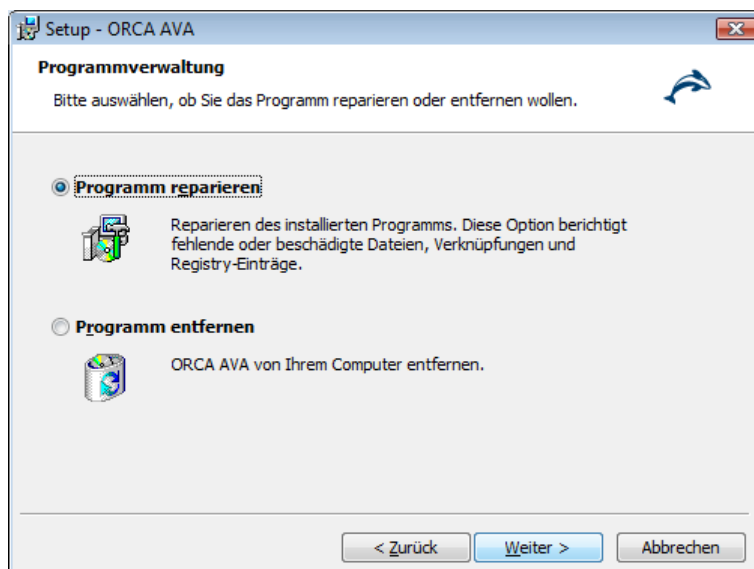 Setup - ORCA AVA
Programmverwaltung
Bitte auswählen, ob Sie das Programm reparieren oder entfernen wollen.
Programm reparieren
Reparieren des installierten Programms. Diese Option berichtigt
fehlende oder beschädigte Dateien, Verknüpfungen und
Registry-Einträge.
Programm entfernen
ORCA AVA von Ihrem Computer entfernen.
< Zurück
Weiter >
Abbrechen